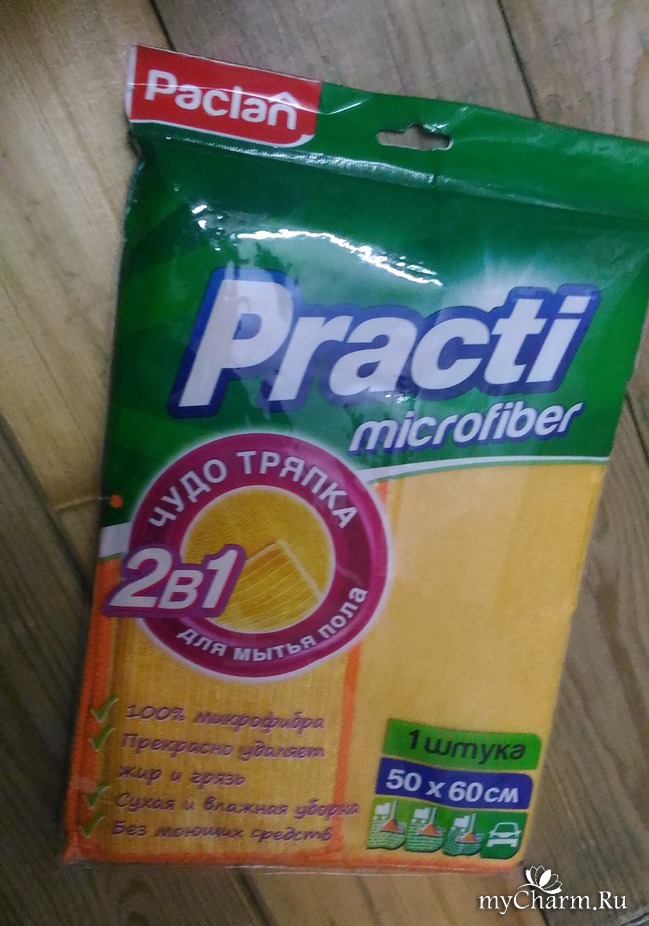 Paclan
Practi
microfiber
ЧУДО ТРЯПКА
2в1
для мытья пола
100% микрофибра
Прекрасно удаляет
жир и грязь
Сухая и влажная уборка
Без моющих средств
1 штука
50 x 60 см
myCharm.Ru